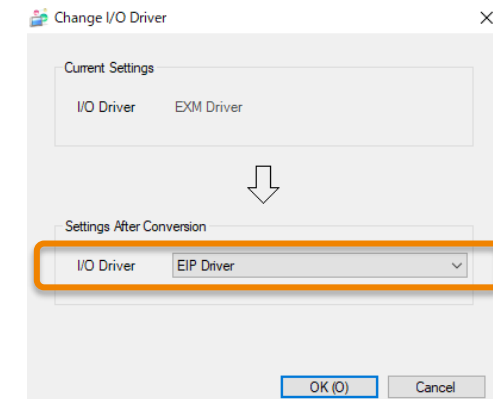 Change I/O Driver
Current Settings
I/O Driver EXM Driver
Settings After Conversion
I/O Driver EIP Driver
OK (O) Cancel